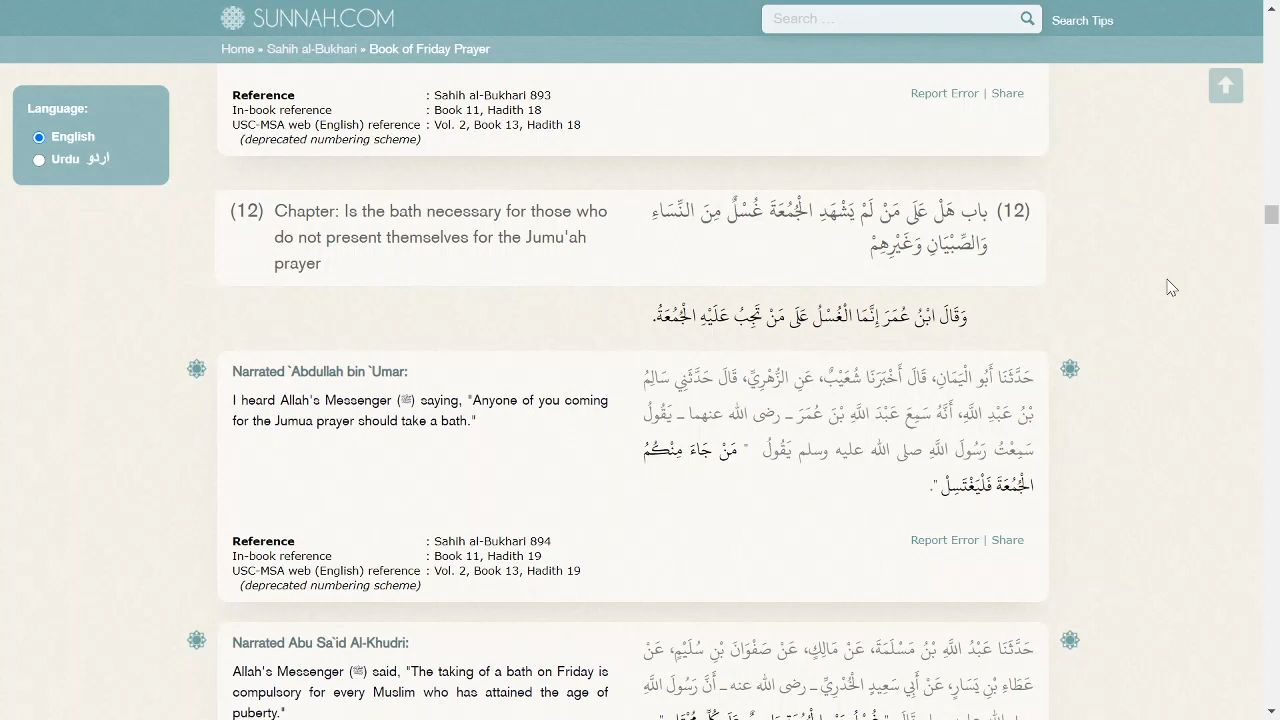 SUNNAH.COM
Search ...
Search Tips
Home » Sahih al-Bukhari » Book of Friday Prayer
Language:
English
Urdu اردو
Reference : Sahih al-Bukhari 893
In-book reference : Book 11, Hadith 18
USC-MSA web (English) reference : Vol. 2, Book 13, Hadith 18
(deprecated numbering scheme)
Report Error | Share
(12) Chapter: Is the bath necessary for those who
do not present themselves for the Jumu'ah
prayer
(12) باب هَلْ عَلَى مَنْ لَمْ يَشْهَدِ الْجُمُعَةَ غُسْلٌ مِنَ النِّسَاءِ
وَالصِّبْيَانِ وَغَيْرِهِمْ
وَقَالَ ابْنُ عُمَرَ إِنَّمَا الْغُسْلُ عَلَى مَنْ تَجِبُ عَلَيْهِ الْجُمُعَةُ.
Narrated `Abdullah bin `Umar:
I heard Allah's Messenger (ﷺ) saying, "Anyone of you coming
for the Jumua prayer should take a bath."
حَدَّثَنَا أَبُو الْيَمَانِ، قَالَ أَخْبَرَنَا شُعَيْبٌ، عَنِ الزُّهْرِيِّ، قَالَ حَدَّثَنِي سَالِمُ
بْنُ عَبْدِ اللَّهِ، أَنَّهُ سَمِعَ عَبْدَ اللَّهِ بْنَ عُمَرَ ـ رضى الله عنهما ـ يَقُولُ
سَمِعْتُ رَسُولَ اللَّهِ صلى الله عليه وسلم يَقُولُ ‏"‏ مَنْ جَاءَ مِنْكُمُ
الْجُمُعَةَ فَلْيَغْتَسِلْ ‏"‏‏.‏
Reference : Sahih al-Bukhari 894
In-book reference : Book 11, Hadith 19
USC-MSA web (English) reference : Vol. 2, Book 13, Hadith 19
(deprecated numbering scheme)
Report Error | Share
Narrated Abu Sa`id Al-Khudri:
Allah's Messenger (ﷺ) said, "The taking of a bath on Friday is
compulsory for every Muslim who has attained the age of
puberty."
حَدَّثَنَا عَبْدُ اللَّهِ بْنُ مَسْلَمَةَ، عَنْ مَالِكٍ، عَنْ صَفْوَانَ بْنِ سُلَيْمٍ، عَنْ
عَطَاءِ بْنِ يَسَارٍ، عَنْ أَبِي سَعِيدٍ الْخُدْرِيِّ ـ رضى الله عنه ـ أَنَّ رَسُولَ اللَّهِ